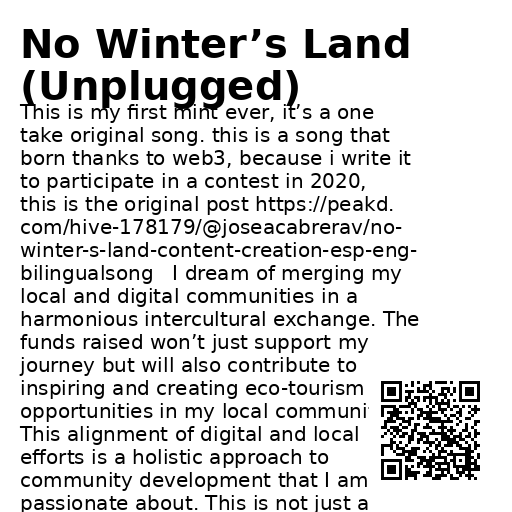 No Winter’s Land
(Unplugged)
This is my first mint ever, it’s a one
take original song. this is a song that
born thanks to web3, because i write it
to participate in a contest in 2020,
this is the original post https://peakd.
com/hive-178179/@joseacabrerav/no-
winter-s-land-content-creation-esp-eng-
bilingualsong   I dream of merging my
local and digital communities in a
harmonious intercultural exchange. The
funds raised won’t just support my
journey but will also contribute to
inspiring and creating eco-tourism
opportunities in my local communi
This alignment of digital and local
efforts is a holistic approach to
community development that I am
passionate about. This is not just a